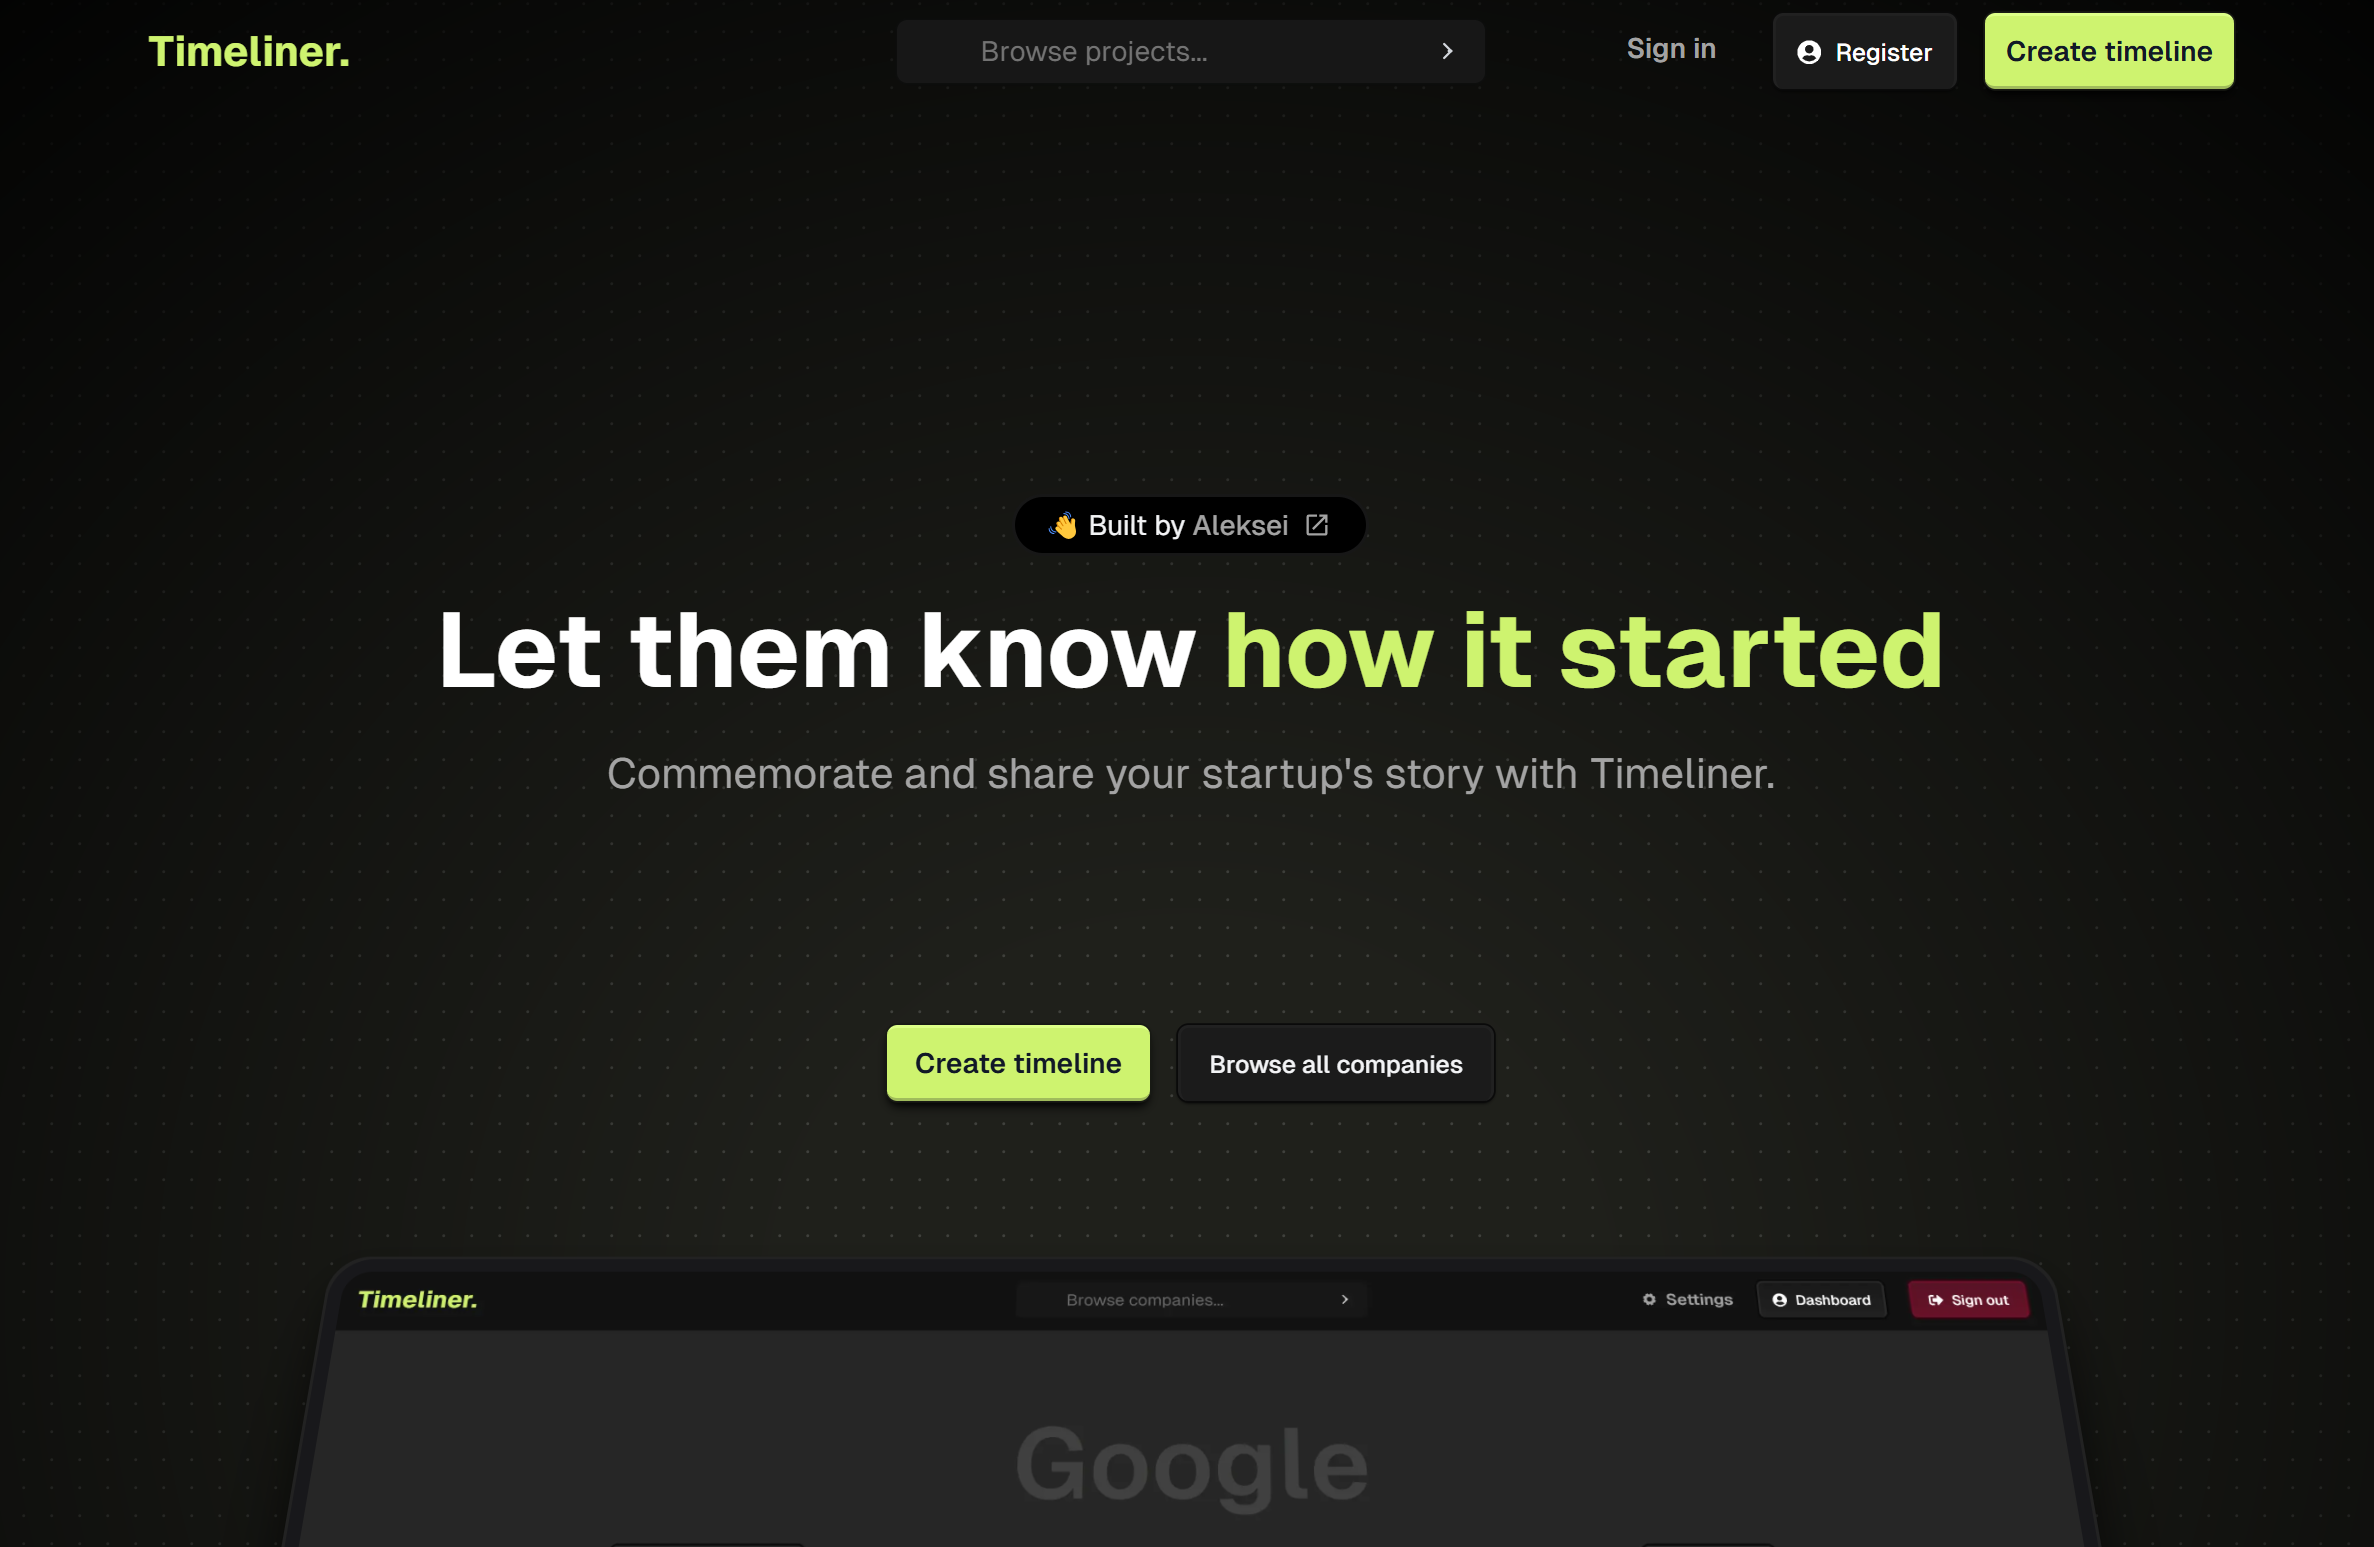 Timeliner.
Browse projects...
Sign in
Register
Create timeline
👋 Built by Aleksei
Let them know how it started
Commemorate and share your startup's story with Timeliner.
Create timeline
Browse all companies
Timeliner.
Browse companies...
Settings
Dashboard
Sign out
Google